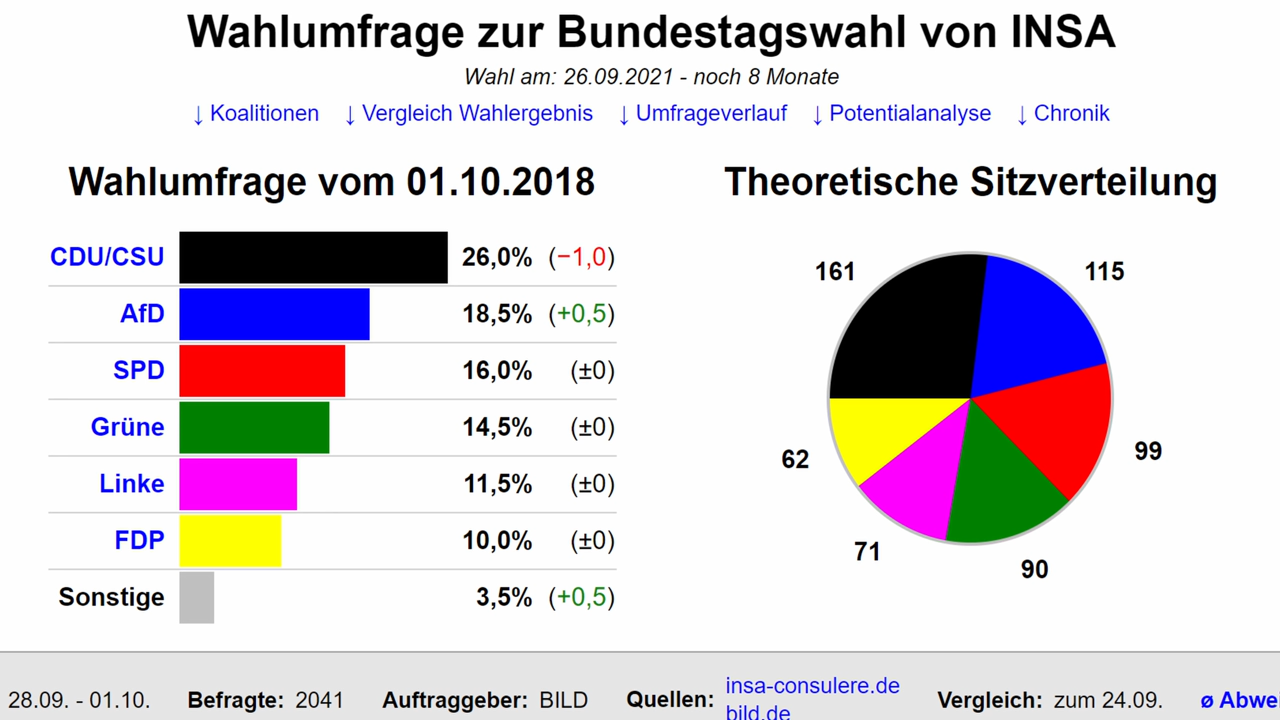 Wahlumfrage zur Bundestagswahl von INSA
Wahl am: 26.09.2021 - noch 8 Monate
↓ Koalitionen ↓ Vergleich Wahlergebnis ↓ Umfrageverlauf ↓ Potentialanalyse ↓ Chronik
Wahlumfrage vom 01.10.2018
CDU/CSU 26,0% (−1,0)
AfD 18,5% (+0,5)
SPD 16,0% (±0)
Grüne 14,5% (±0)
Linke 11,5% (±0)
FDP 10,0% (±0)
Sonstige 3,5% (+0,5)
Theoretische Sitzverteilung
161 115
62 99
71 90
28.09. - 01.10. Befragte: 2041 Auftraggeber: BILD Quellen: insa-consulere.de
bild.de
Vergleich: zum 24.09. ø Abwei